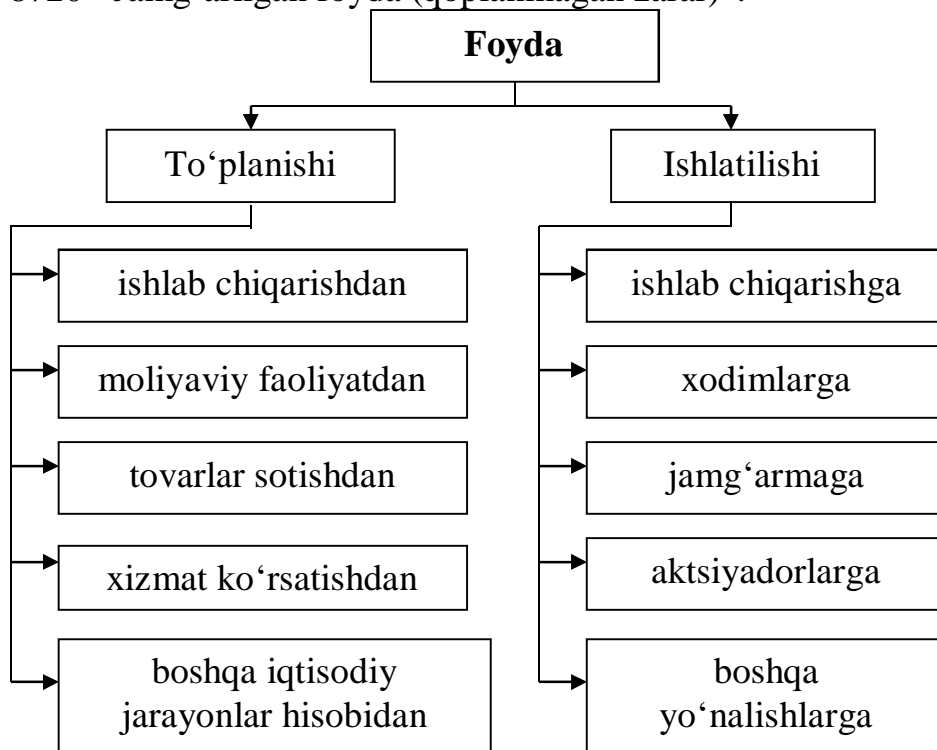 Foyda
To‘planishi
Ishlatilishi
ishlab chiqarishdan
moliyaviy faoliyatdan
tovarlar sotishdan
xizmat ko‘rsatishdan
boshqa iqtisodiy
jarayonlar hisobidan
ishlab chiqarishga
xodimlarga
jamg‘armaga
aktsiyadorlarga
boshqa
yo‘nalishlarga